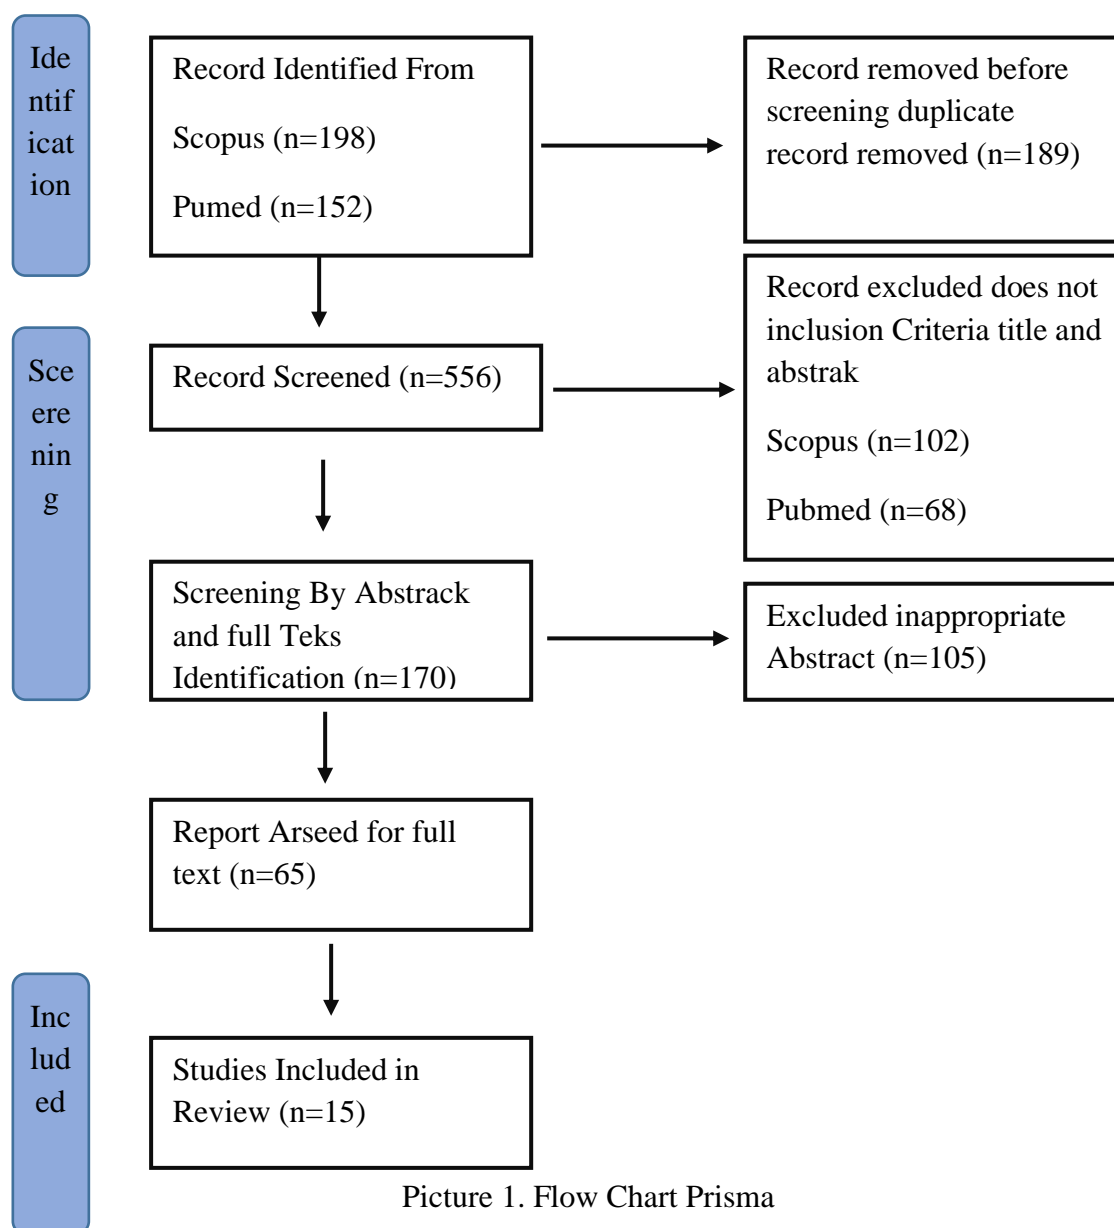 Ide
ntif
icat
ion
Record Identified From
Scopus (n=198)
Pumed (n=152)
Record removed before
screening duplicate
record removed (n=189)
Sce
ere
nin
g
Record Screened (n=556)
Record excluded does not
inclusion Criteria title and
abstrak
Scopus (n=102)
Pubmed (n=68)
Screening By Abstrack
and full Teks
Identification (n=170)
Excluded inappropriate
Abstract (n=105)
Report Arseed for full
text (n=65)
Inc
lud
ed
Studies Included in
Review (n=15)
Picture 1. Flow Chart Prisma